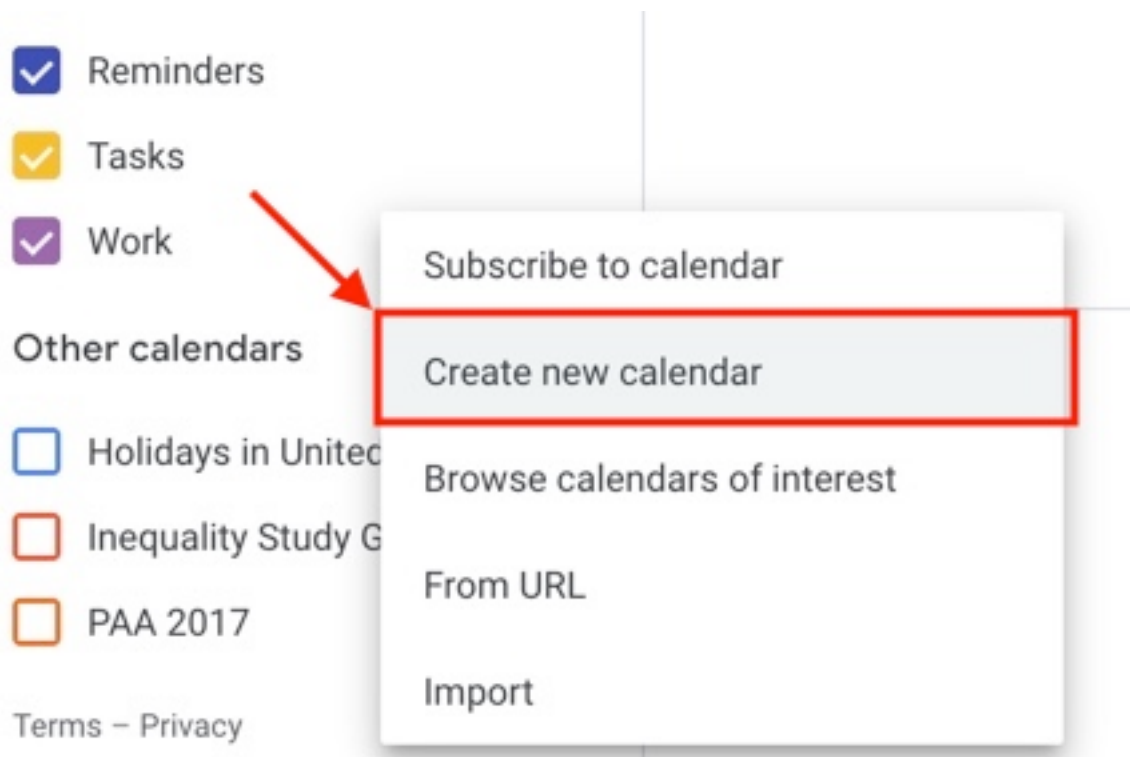 Reminders
Tasks
Work
Other calendars
Holidays in United
Inequality Study G
PAA 2017
Terms – Privacy
Subscribe to calendar
Create new calendar
Browse calendars of interest
From URL
Import